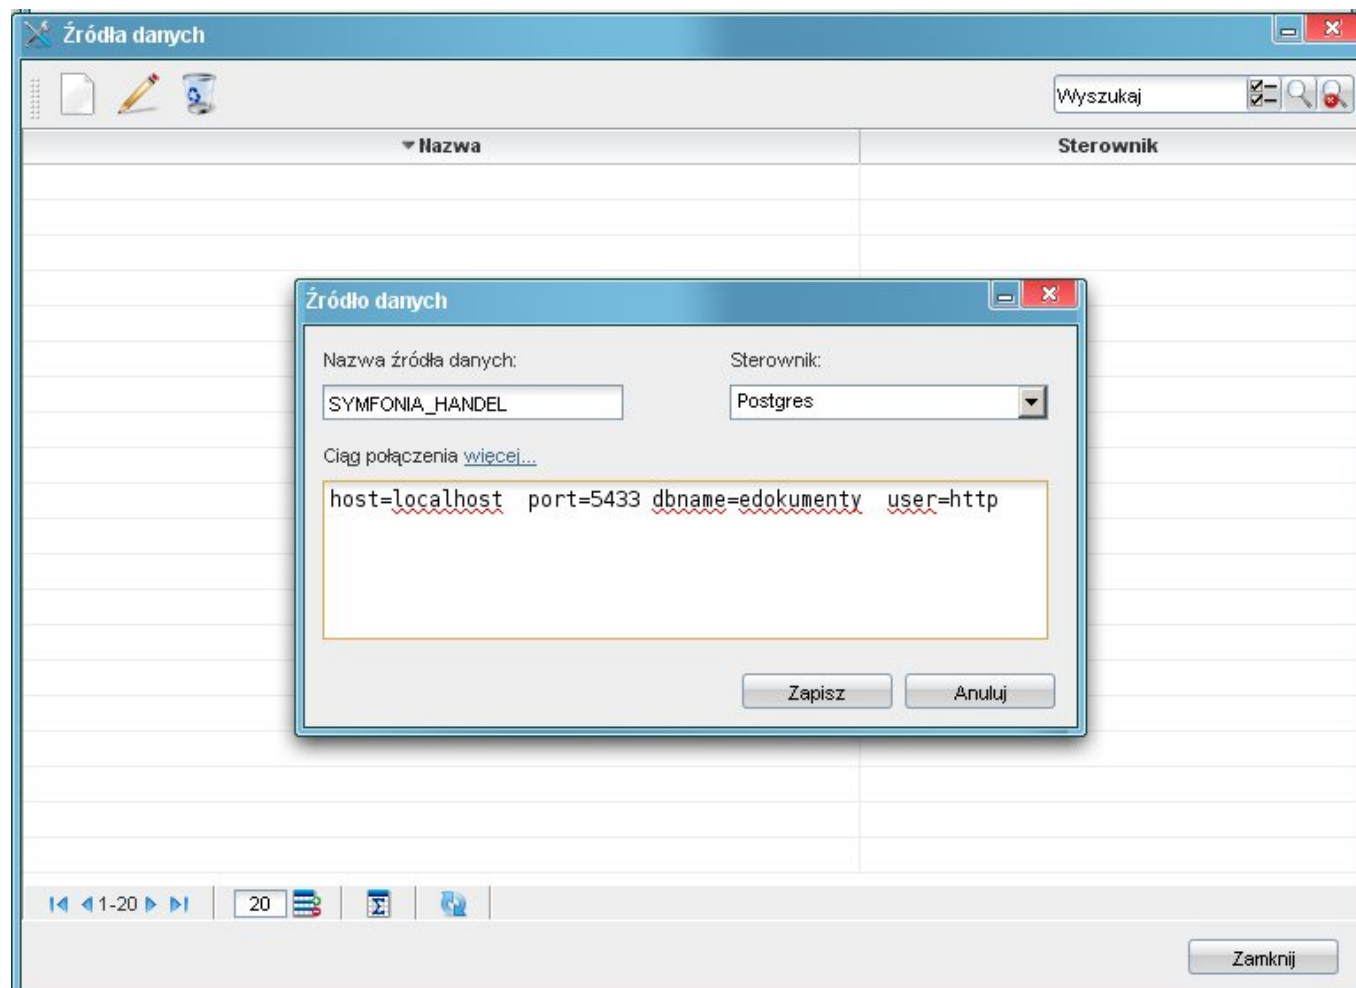 Źródła danych
Wyszukaj
Nazwa Sterownik
Źródło danych
Nazwa źródła danych: Sterownik:
SYMFONIA_HANDEL Postgres
Ciąg połączenia więcej...
host=localhost  port=5433 dbname=edokumenty  user=http
Zapisz Anuluj
1-20 20 Σ
Zamknij